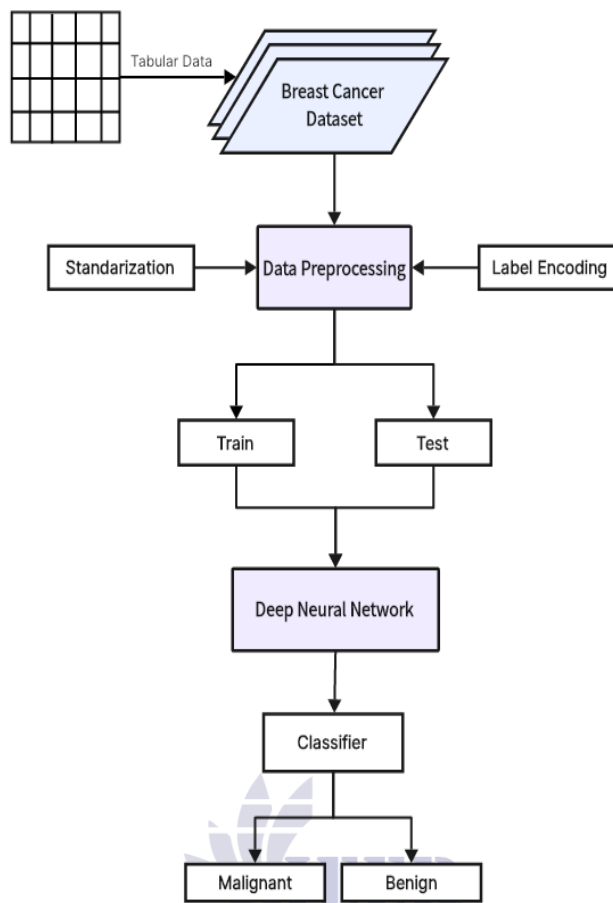 Tabular Data
Breast Cancer
Dataset
Standarization
Data Preprocessing
Label Encoding
Train
Test
Deep Neural Network
Classifier
Malignant
Benign